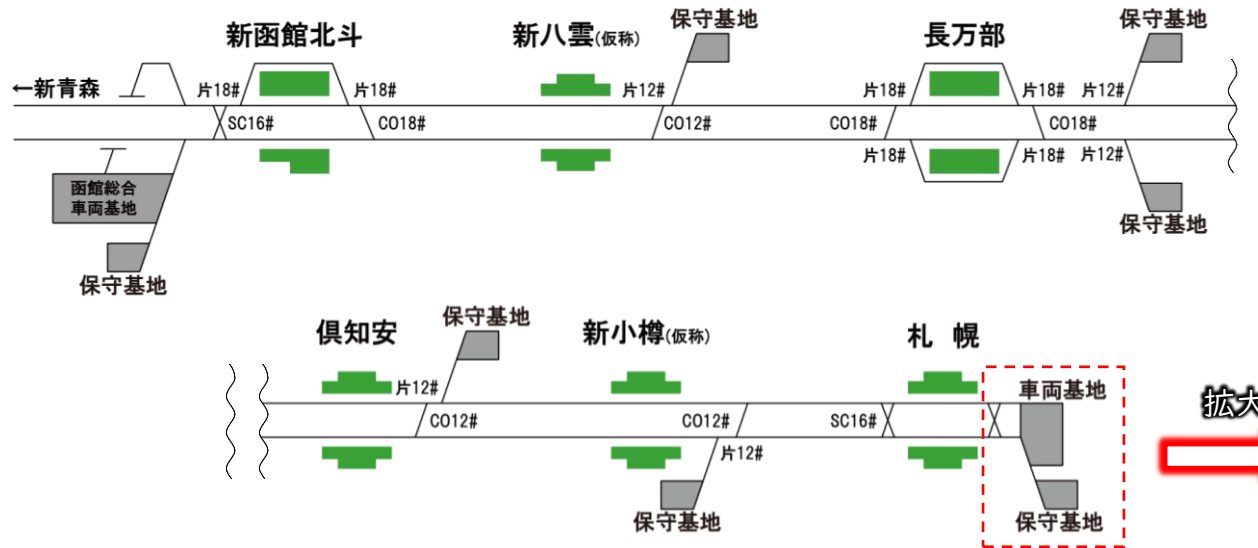 保守基地
保守基地
新函館北斗
新八雲(仮称)
長万部
←新青森
片18#
片18#
片12#
片18#
片18#
片12#
SC16#
CO18#
CO12#
CO18#
CO18#
片18#
片18#
片12#
函館総合
車両基地
保守基地
保守基地
倶知安
保守基地
新小樽(仮称)
札幌
片12#
車両基地
拡大
CO12#
CO12#
SC16#
片12#
保守基地
保守基地